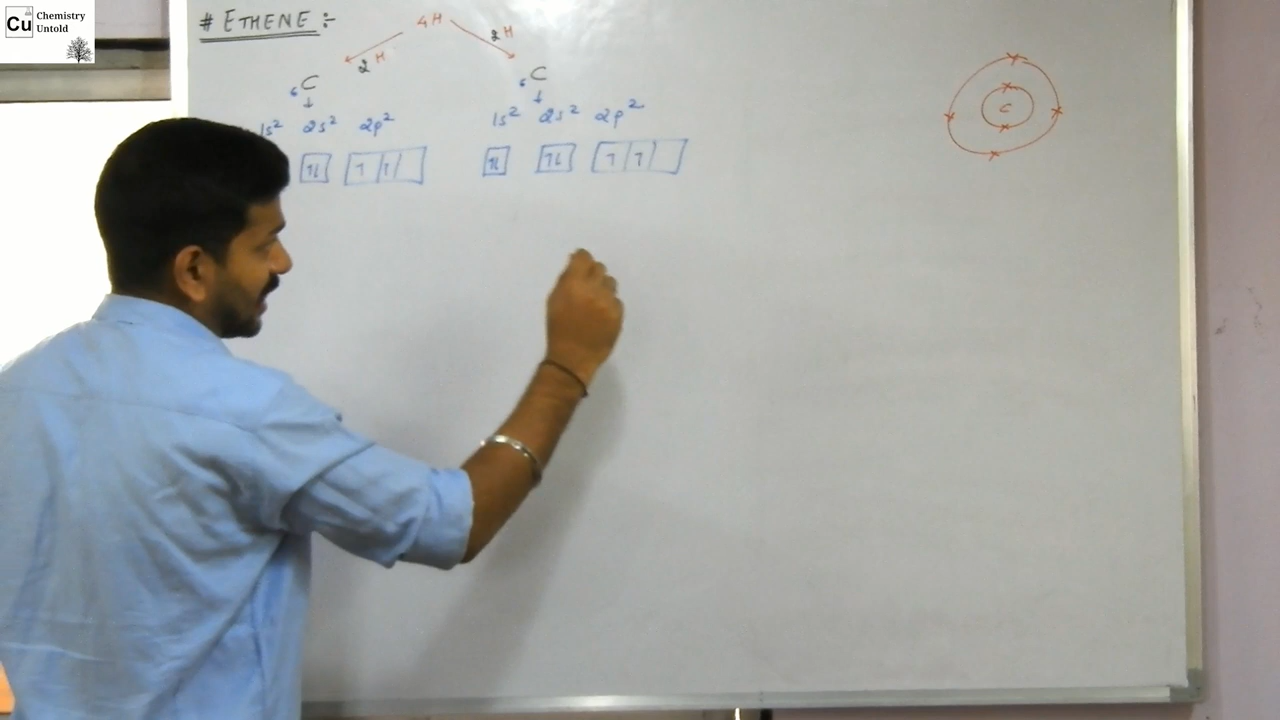 Cu Chemistry
Untold
# ETHENE :-
4H
2H 2H
₆C ₆C
↓ ↓
1s² 2s² 2p² 1s² 2s² 2p²
↑↓ ↑ ↑ ↑↓ ↑↓ ↑ ↑
C